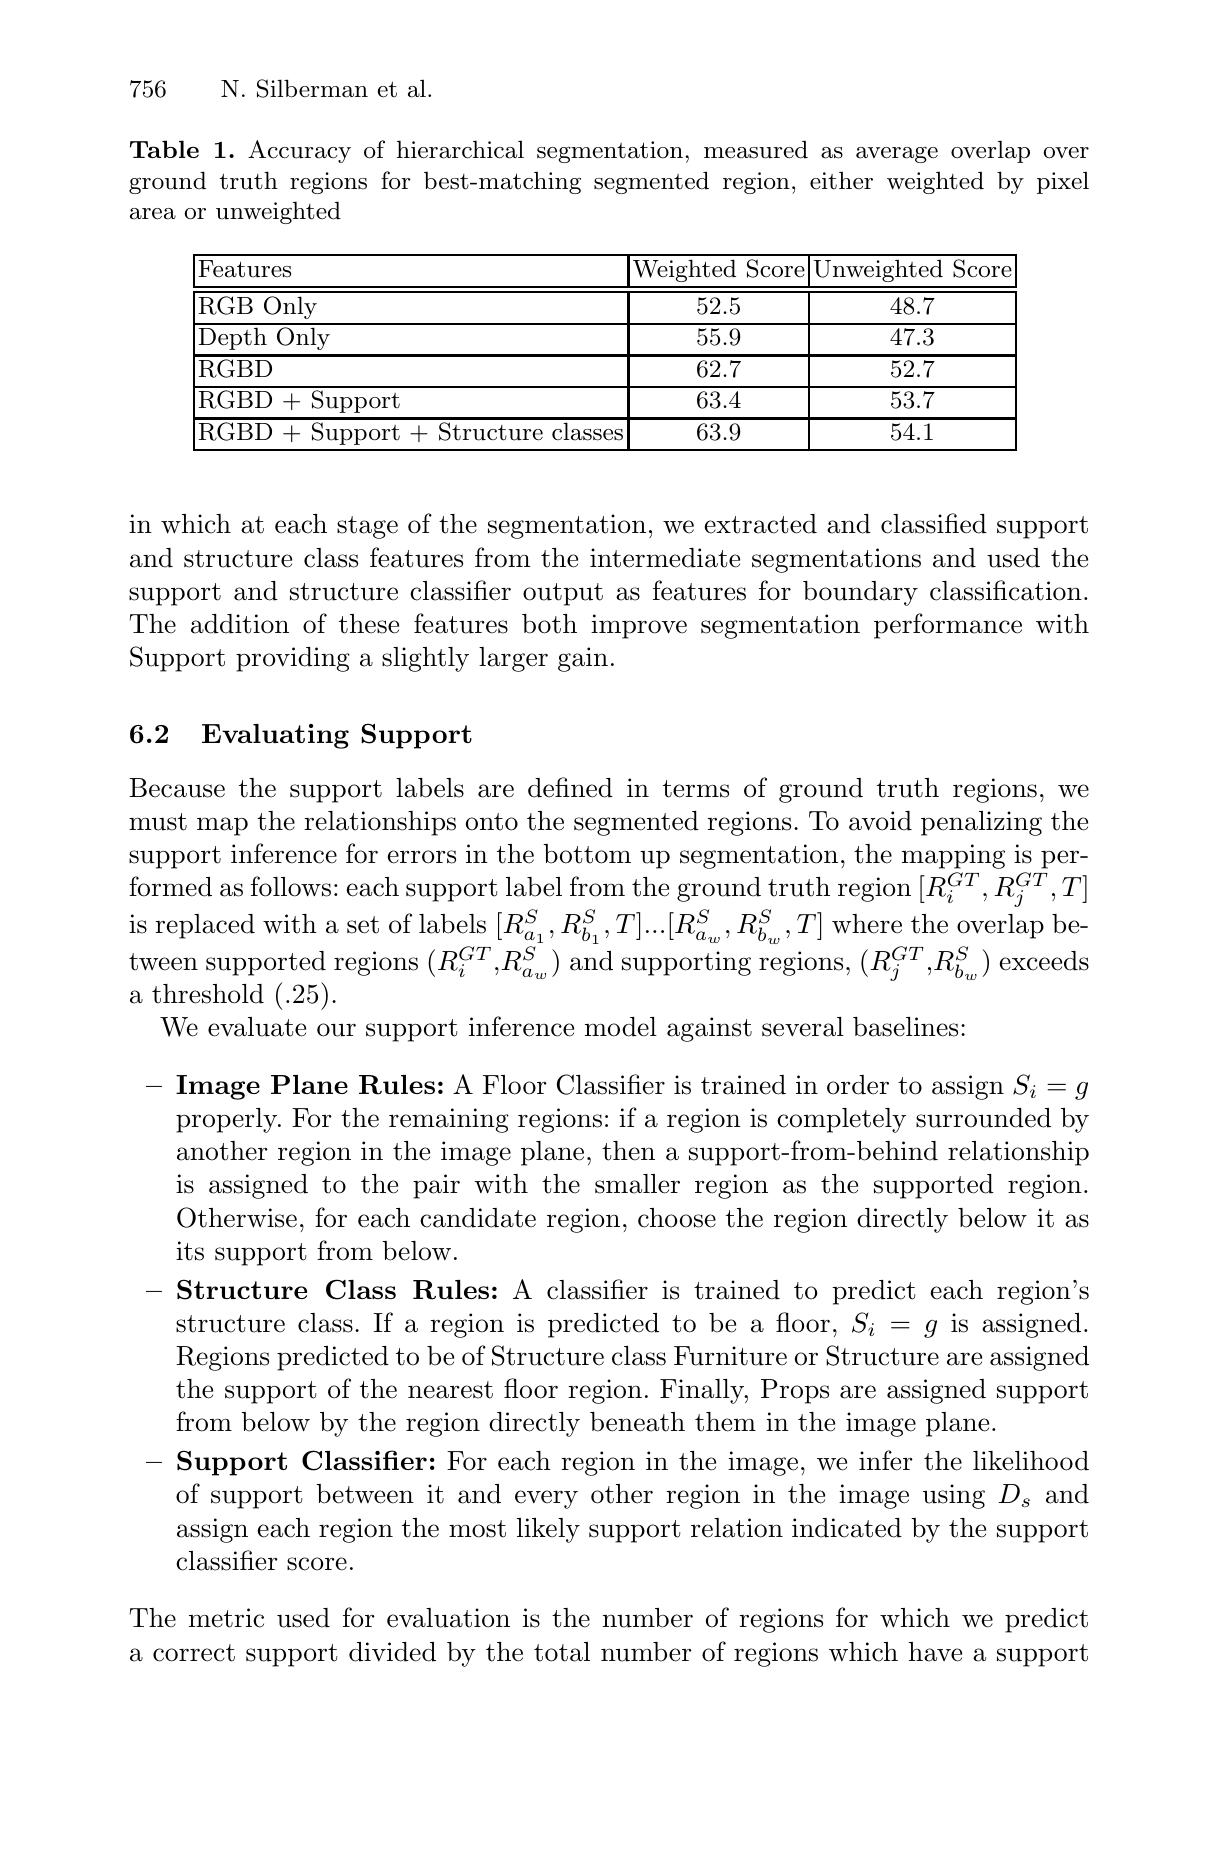 756 N. Silberman et al.
Table 1. Accuracy of hierarchical segmentation, measured as average overlap over
ground truth regions for best-matching segmented region, either weighted by pixel
area or unweighted
Features Weighted Score Unweighted Score
RGB Only 52.5 48.7
Depth Only 55.9 47.3
RGBD 62.7 52.7
RGBD + Support 63.4 53.7
RGBD + Support + Structure classes 63.9 54.1
in which at each stage of the segmentation, we extracted and classified support
and structure class features from the intermediate segmentations and used the
support and structure classifier output as features for boundary classification.
The addition of these features both improve segmentation performance with
Support providing a slightly larger gain.
6.2 Evaluating Support
Because the support labels are defined in terms of ground truth regions, we
must map the relationships onto the segmented regions. To avoid penalizing the
support inference for errors in the bottom up segmentation, the mapping is per-
formed as follows: each support label from the ground truth region $[R_i^{GT}, R_j^{GT}, T]$
is replaced with a set of labels $[R_{a_1}^S, R_{b_1}^S, T]...[R_{a_w}^S, R_{b_w}^S, T]$ where the overlap be-
tween supported regions $(R_i^{GT},R_{a_w}^S)$ and supporting regions, $(R_j^{GT},R_{b_w}^S)$ exceeds
a threshold (.25).
We evaluate our support inference model against several baselines:
– Image Plane Rules: A Floor Classifier is trained in order to assign $S_i = g$
properly. For the remaining regions: if a region is completely surrounded by
another region in the image plane, then a support-from-behind relationship
is assigned to the pair with the smaller region as the supported region.
Otherwise, for each candidate region, choose the region directly below it as
its support from below.
– Structure Class Rules: A classifier is trained to predict each region's
structure class. If a region is predicted to be a floor, $S_i = g$ is assigned.
Regions predicted to be of Structure class Furniture or Structure are assigned
the support of the nearest floor region. Finally, Props are assigned support
from below by the region directly beneath them in the image plane.
– Support Classifier: For each region in the image, we infer the likelihood
of support between it and every other region in the image using $D_s$ and
assign each region the most likely support relation indicated by the support
classifier score.
The metric used for evaluation is the number of regions for which we predict
a correct support divided by the total number of regions which have a support